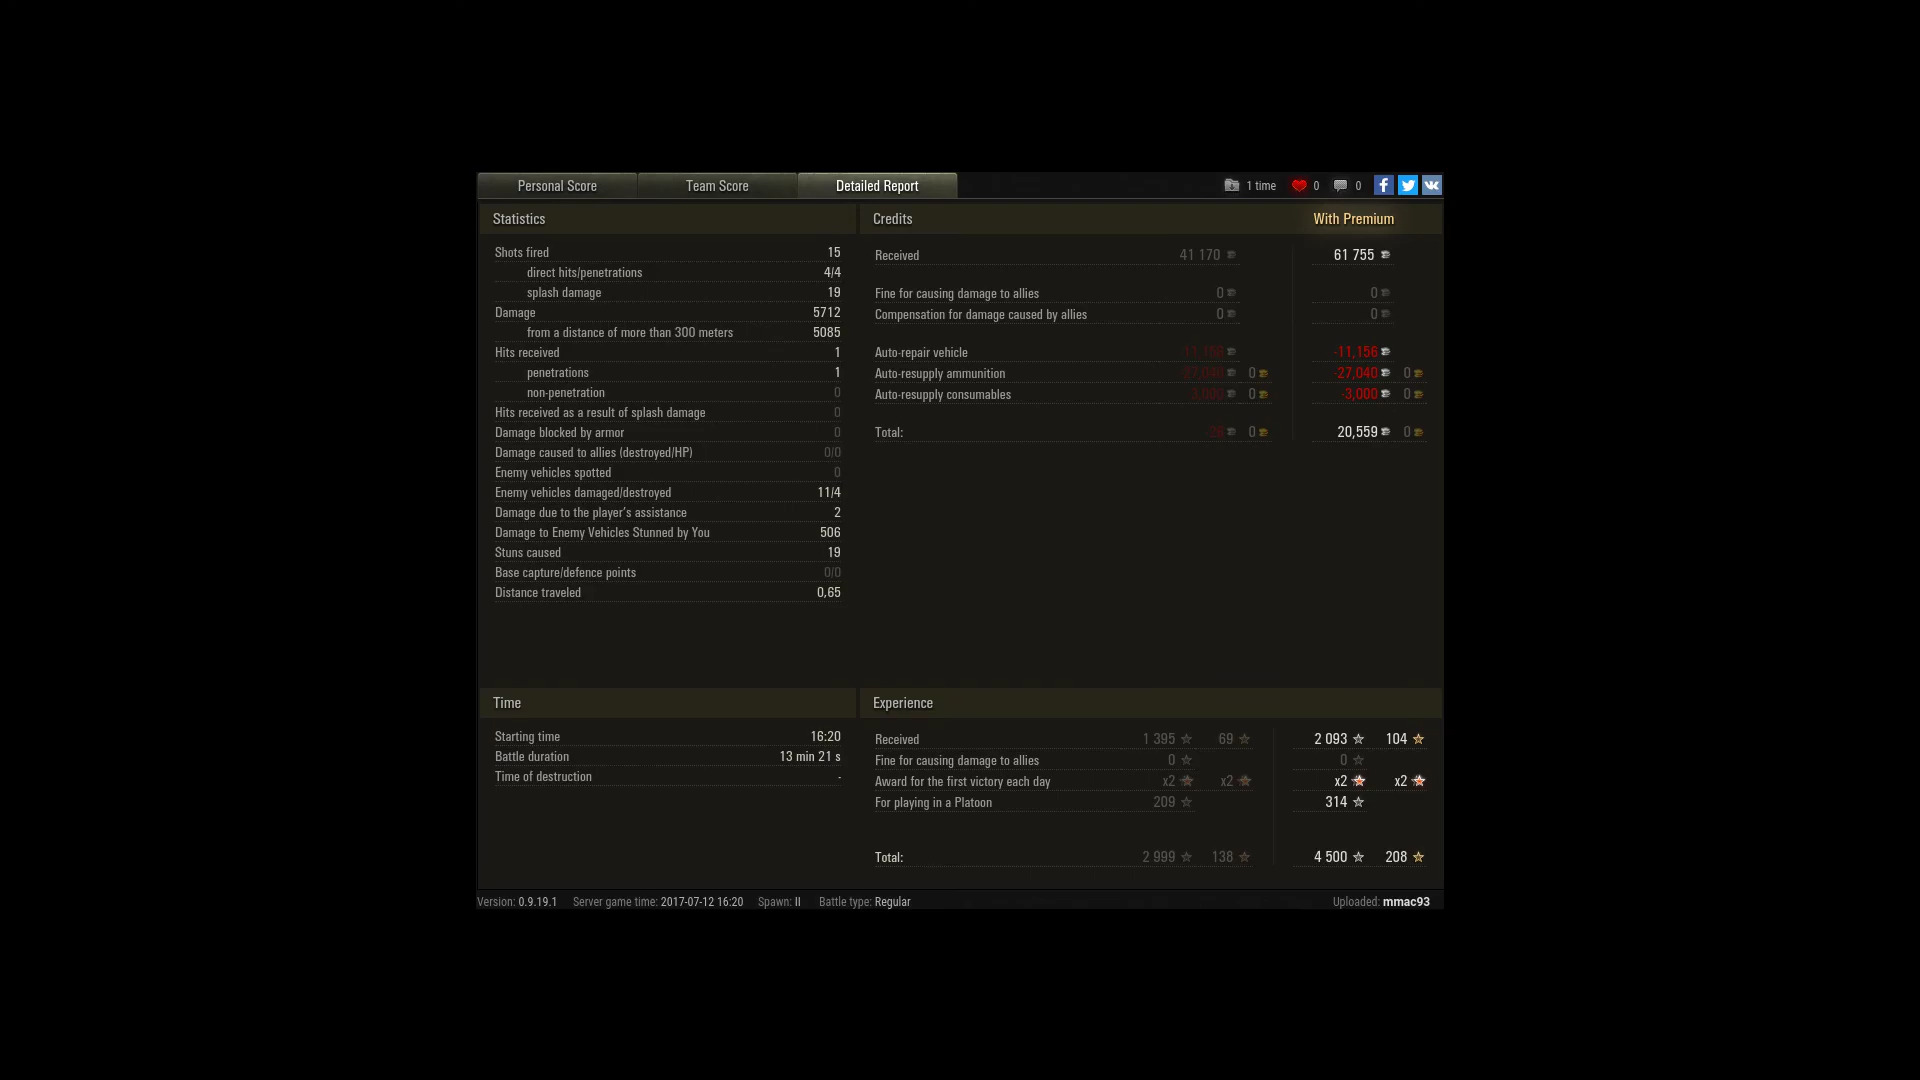 Personal Score Team Score Detailed Report 1 time 0 0
Statistics
Shots fired 15
direct hits/penetrations 4/4
splash damage 19
Damage 5712
from a distance of more than 300 meters 5085
Hits received 1
penetrations 1
non-penetration 0
Hits received as a result of splash damage 0
Damage blocked by armor 0
Damage caused to allies (destroyed/HP) 0/0
Enemy vehicles spotted 0
Enemy vehicles damaged/destroyed 11/4
Damage due to the player's assistance 2
Damage to Enemy Vehicles Stunned by You 506
Stuns caused 19
Base capture/defence points 0/0
Distance traveled 0,65
Credits With Premium
Received 41 170 61 755
Fine for causing damage to allies 0 0
Compensation for damage caused by allies 0 0
Auto-repair vehicle 11,156 -11,156
Auto-resupply ammunition 27,040 0 -27,040 0
Auto-resupply consumables 3,000 0 -3,000 0
Total: -26 0 20,559 0
Time
Starting time 16:20
Battle duration 13 min 21 s
Time of destruction -
Experience
Received 1 395 69 2 093 104
Fine for causing damage to allies 0 0
Award for the first victory each day x2 x2 x2 x2
For playing in a Platoon 209 314
Total: 2 999 138 4 500 208
Version: 0.9.19.1 Server game time: 2017-07-12 16:20 Spawn: II Battle type: Regular Uploaded: mmac93